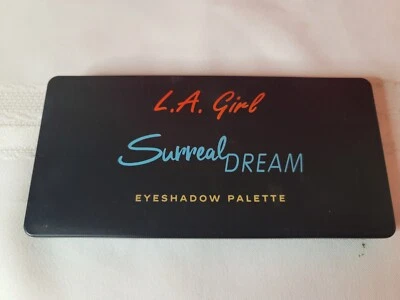 L.A. Girl
Surreal DREAM
EYESHADOW PALETTE